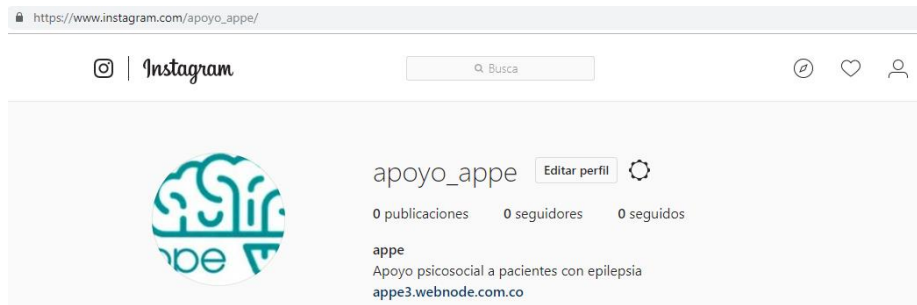 https://www.instagram.com/apoyo_appe/
Instagram
Busca
apoyo_appe Editar perfil
0 publicaciones 0 seguidores 0 seguidos
appe
Apoyo psicosocial a pacientes con epilepsia
appe3.webnode.com.co